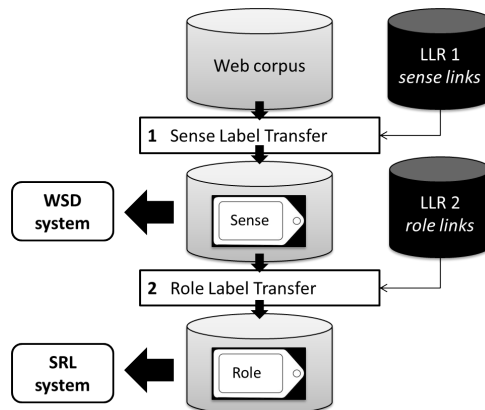 Web corpus
LLR 1
sense links
1 Sense Label Transfer
WSD
system
Sense
LLR 2
role links
2 Role Label Transfer
SRL
system
Role